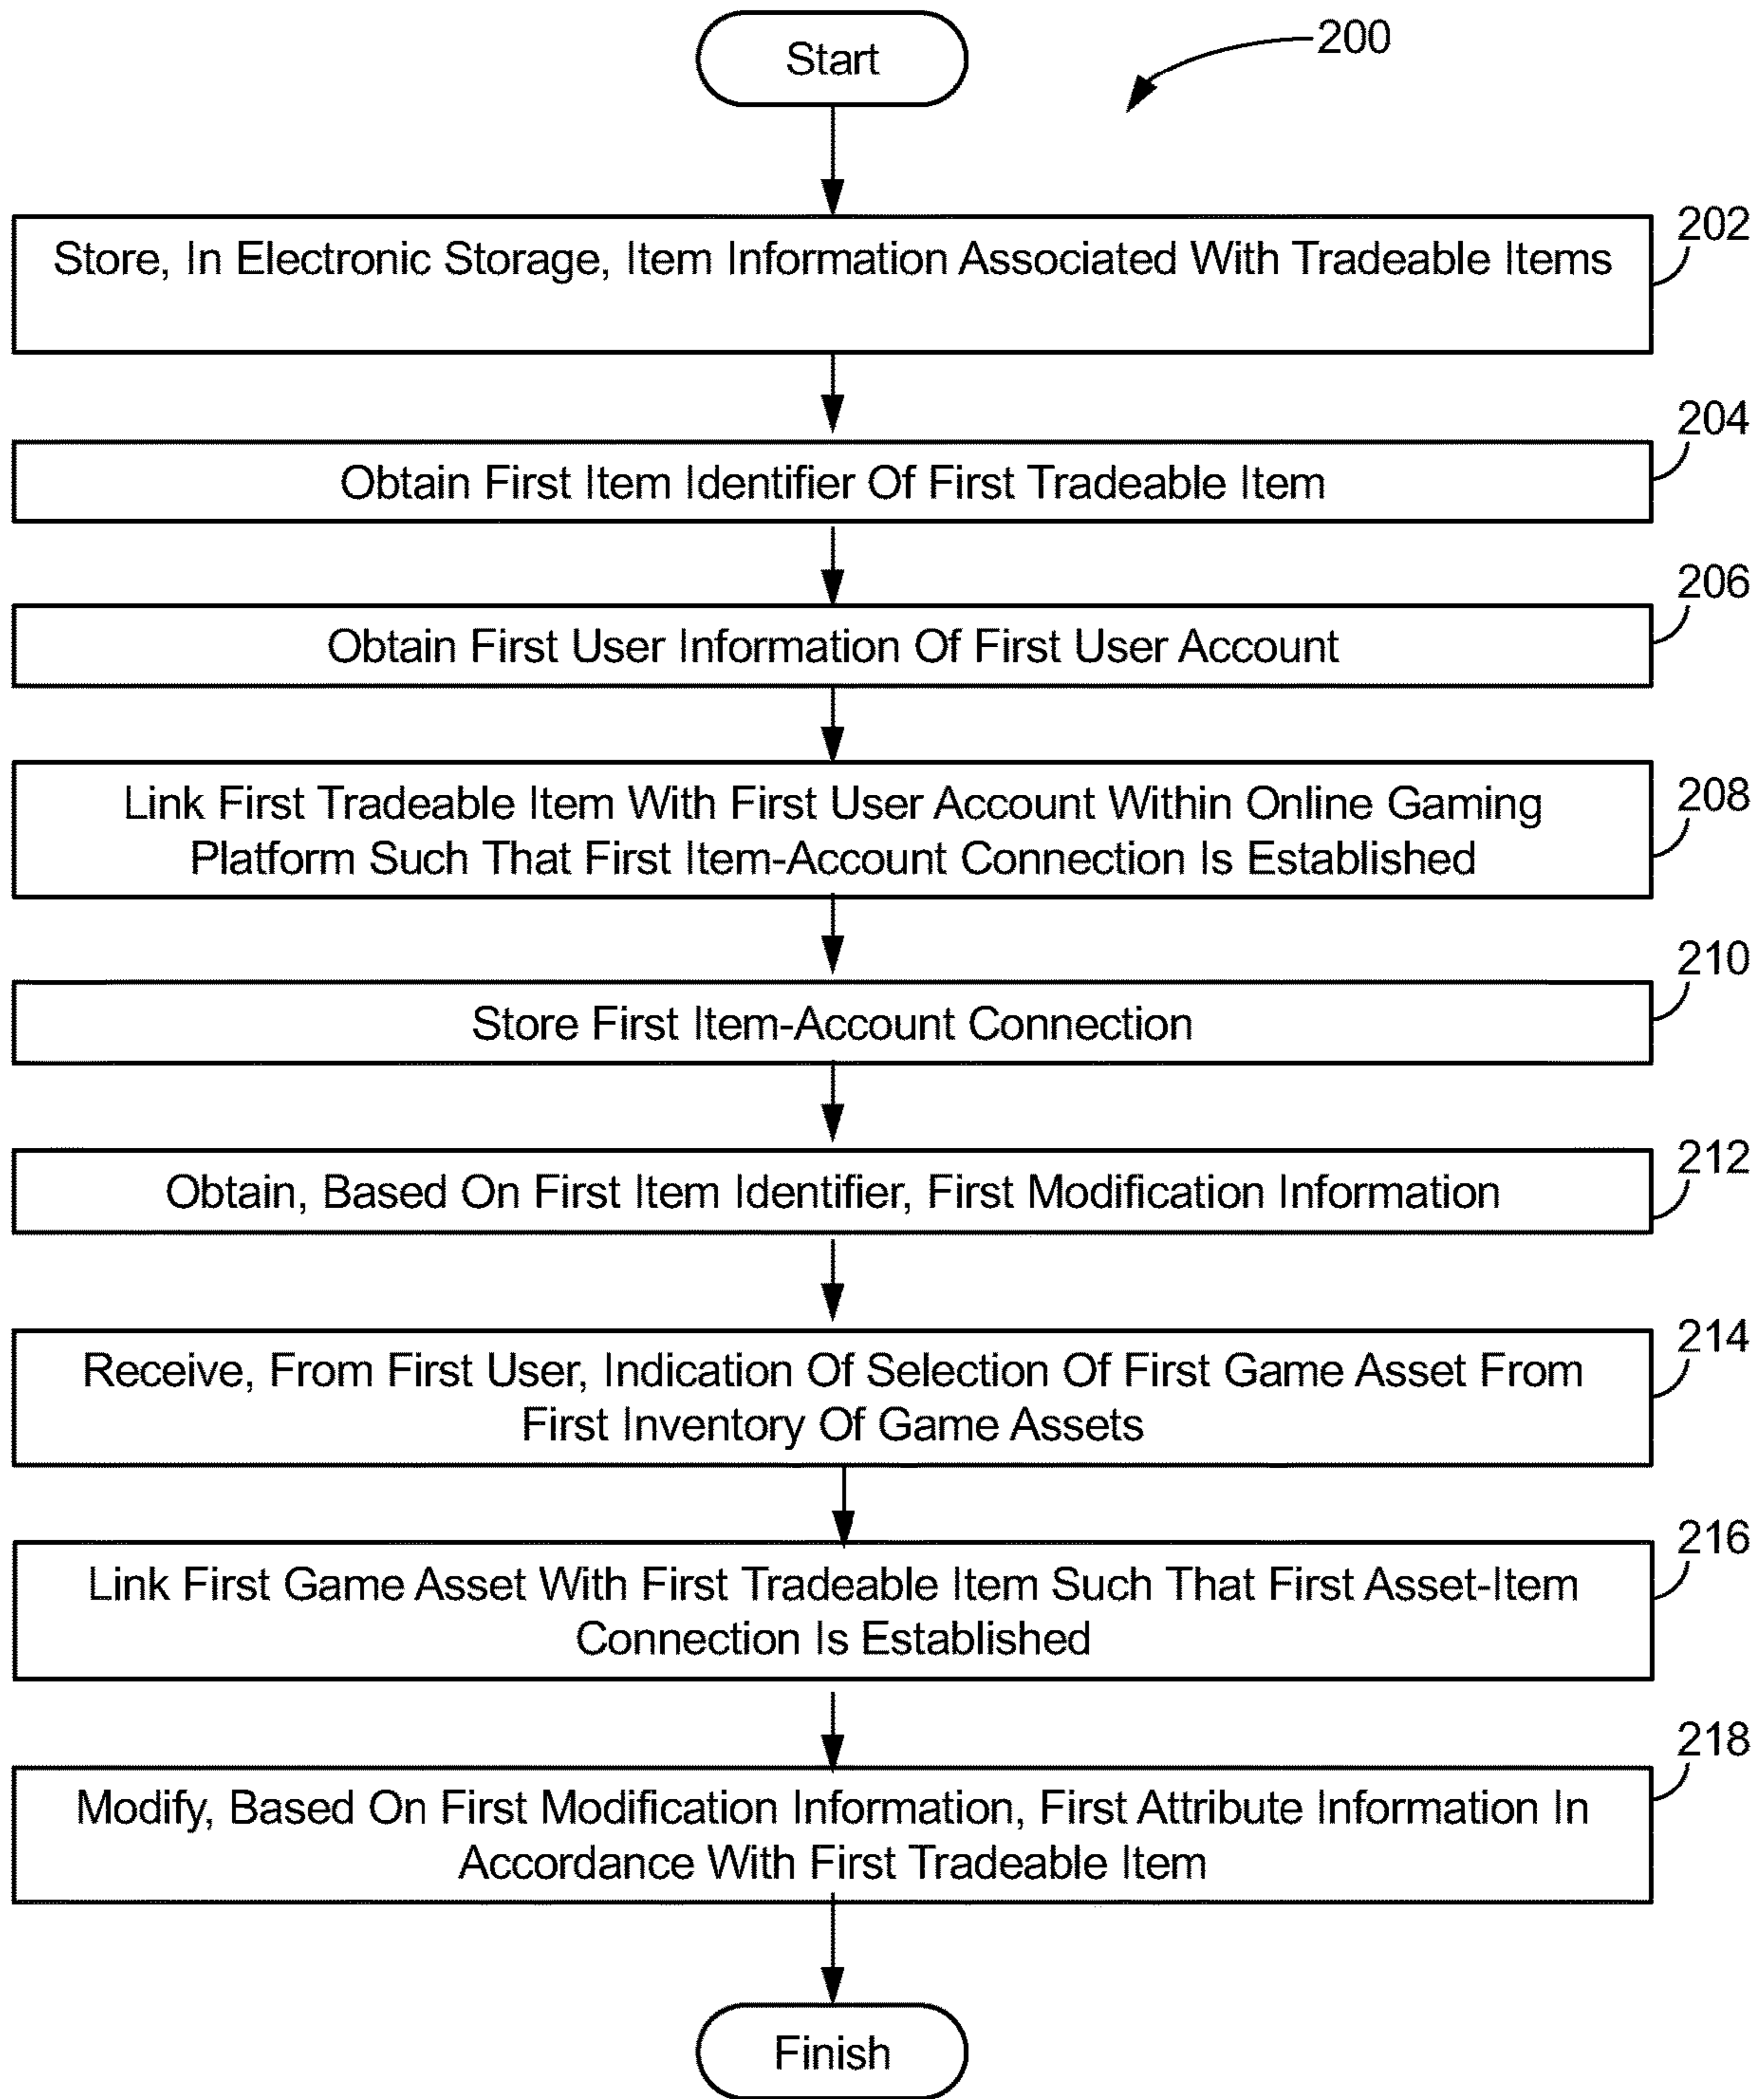 Start
200
202
Store, In Electronic Storage, Item Information Associated With Tradeable Items
204
Obtain First Item Identifier Of First Tradeable Item
206
Obtain First User Information Of First User Account
208
Link First Tradeable Item With First User Account Within Online Gaming
Platform Such That First Item-Account Connection Is Established
210
Store First Item-Account Connection
212
Obtain, Based On First Item Identifier, First Modification Information
214
Receive, From First User, Indication Of Selection Of First Game Asset From
First Inventory Of Game Assets
216
Link First Game Asset With First Tradeable Item Such That First Asset-Item
Connection Is Established
218
Modify, Based On First Modification Information, First Attribute Information In
Accordance With First Tradeable Item
Finish